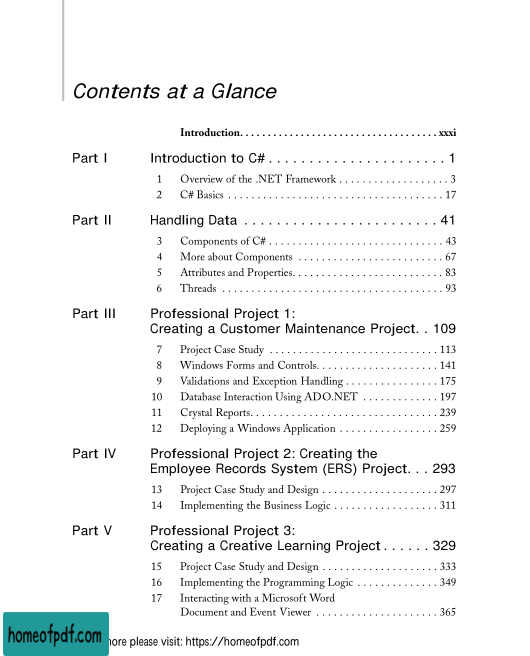 Contents at a Glance
Introduction. . . . . . . . . . . . . . . . . . . . . . . . . . . . . . . . . . . . . xxxi
Part I Introduction to C# . . . . . . . . . . . . . . . . . . . . . . 1
1 Overview of the .NET Framework . . . . . . . . . . . . . . . . . . . 3
2 C# Basics . . . . . . . . . . . . . . . . . . . . . . . . . . . . . . . . . . . . . 17
Part II Handling Data . . . . . . . . . . . . . . . . . . . . . . . . 41
3 Components of C# . . . . . . . . . . . . . . . . . . . . . . . . . . . . . . 43
4 More about Components . . . . . . . . . . . . . . . . . . . . . . . . . 67
5 Attributes and Properties. . . . . . . . . . . . . . . . . . . . . . . . . . 83
6 Threads . . . . . . . . . . . . . . . . . . . . . . . . . . . . . . . . . . . . . . 93
Part III Professional Project 1:
Creating a Customer Maintenance Project. . 109
7 Project Case Study . . . . . . . . . . . . . . . . . . . . . . . . . . . . . 113
8 Windows Forms and Controls. . . . . . . . . . . . . . . . . . . . . 141
9 Validations and Exception Handling . . . . . . . . . . . . . . . . 175
10 Database Interaction Using ADO.NET . . . . . . . . . . . . . 197
11 Crystal Reports. . . . . . . . . . . . . . . . . . . . . . . . . . . . . . . . 239
12 Deploying a Windows Application . . . . . . . . . . . . . . . . . 259
Part IV Professional Project 2: Creating the
Employee Records System (ERS) Project. . . 293
13 Project Case Study and Design . . . . . . . . . . . . . . . . . . . . 297
14 Implementing the Business Logic . . . . . . . . . . . . . . . . . . 311
Part V Professional Project 3:
Creating a Creative Learning Project . . . . . . 329
15 Project Case Study and Design . . . . . . . . . . . . . . . . . . . . 333
16 Implementing the Programming Logic . . . . . . . . . . . . . . 349
17 Interacting with a Microsoft Word
Document and Event Viewer . . . . . . . . . . . . . . . . . . . . . 365
homeofpdf.com
please visit: https://homeofpdf.com